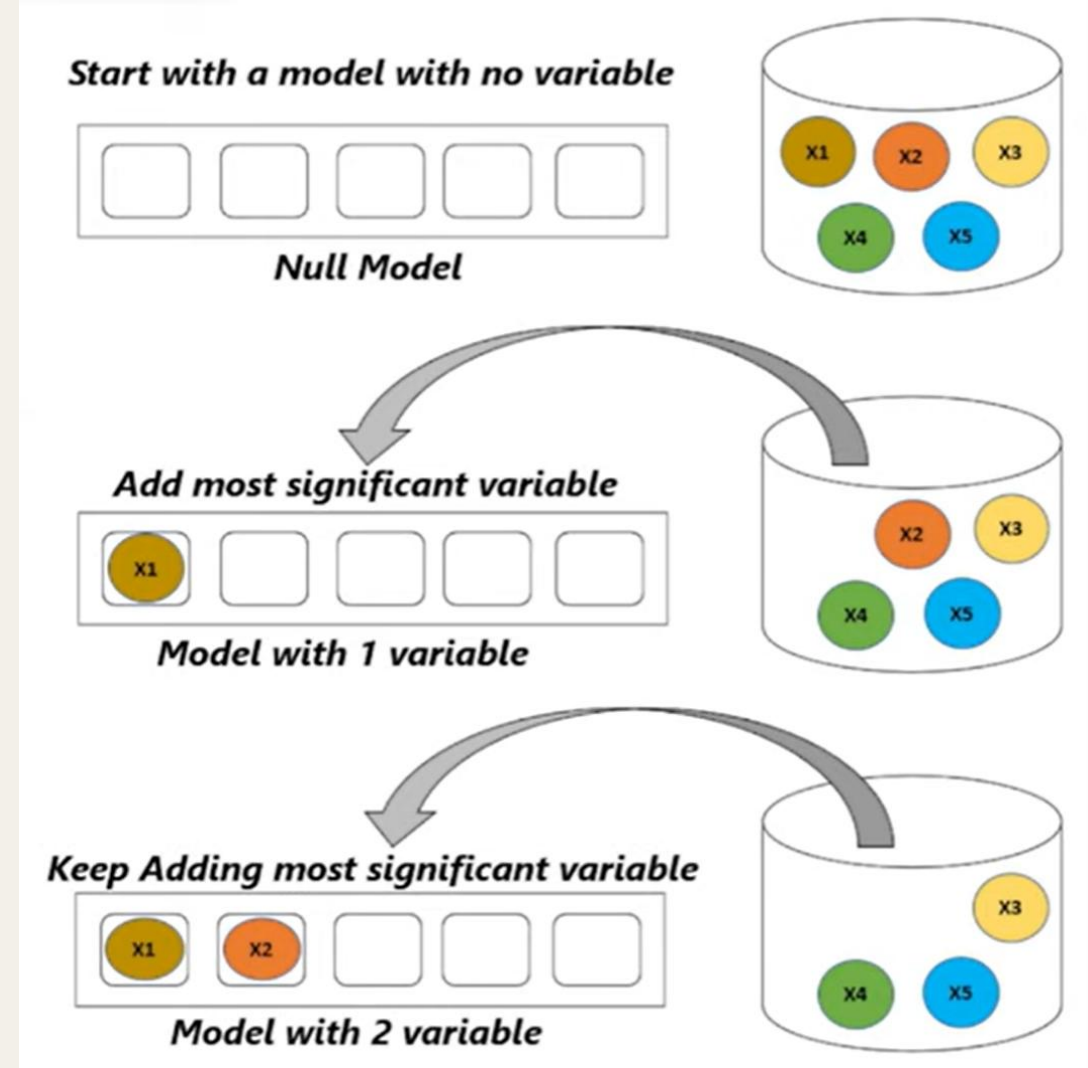 Start with a model with no variable
X1 X2 X3
X4 X5
Null Model
Add most significant variable
X2 X3
X1
X4 X5
Model with 1 variable
Keep Adding most significant variable
X3
X1 X2
X4 X5
Model with 2 variable